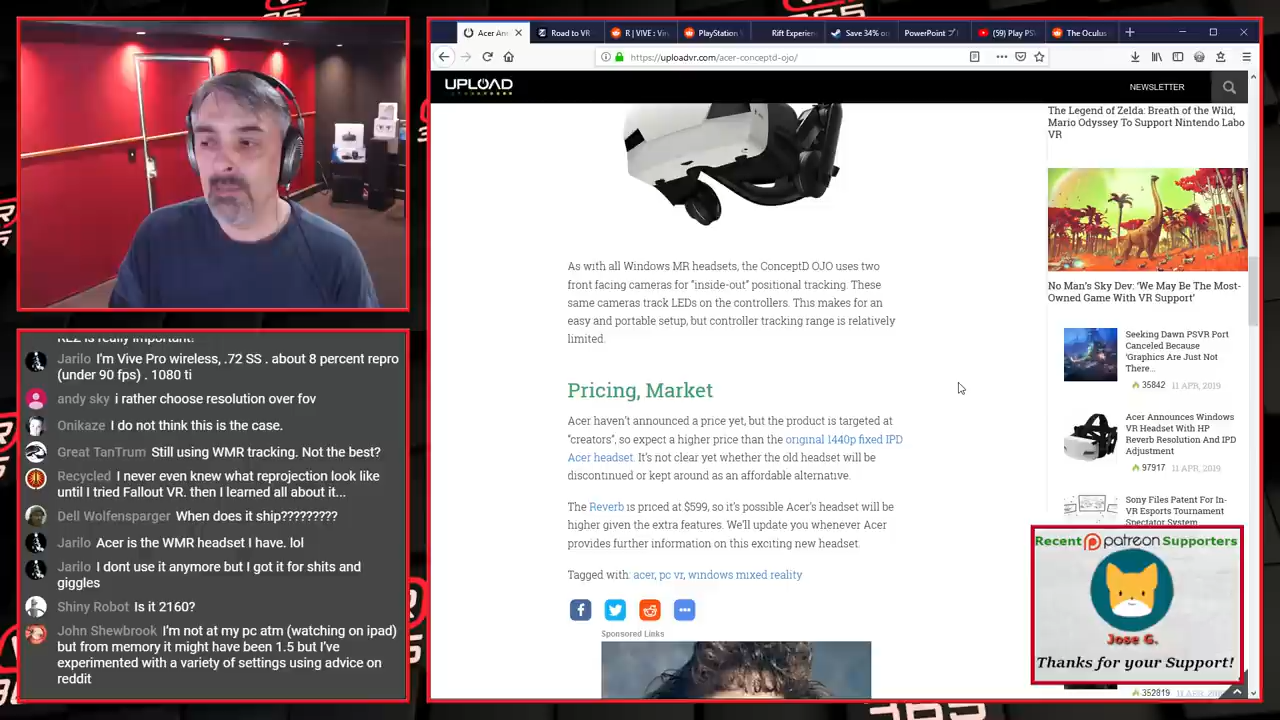 RE2 is really important!
Jarilo I'm Vive Pro wireless, .72 SS . about 8 percent repro
(under 90 fps) . 1080 ti
andy sky i rather choose resolution over fov
Onikaze I do not think this is the case.
Great TanTrum Still using WMR tracking. Not the best?
Recycled I never even knew what reprojection look like
until I tried Fallout VR. then I learned all about it...
Dell Wolfensparger When does it ship?????????
Jarilo Acer is the WMR headset I have. lol
Jarilo I dont use it anymore but I got it for shits and
giggles
Shiny Robot Is it 2160?
John Shewbrook I'm not at my pc atm (watching on ipad)
but from memory it might have been 1.5 but I've
experimented with a variety of settings using advice on
reddit
Acer An
Road to VR
R | VIVE : Vir
PlayStation
Rift Experien
Save 34% o
PowerPoint プ
(59) Play PS
The Oculus
https://uploadvr.com/acer-conceptd-ojo/
UPLOAD
NEWSLETTER
As with all Windows MR headsets, the ConceptD OJO uses two
front facing cameras for "inside-out" positional tracking. These
same cameras track LEDs on the controllers. This makes for an
easy and portable setup, but controller tracking range is relatively
limited.
Pricing, Market
Acer haven't announced a price yet, but the product is targeted at
"creators", so expect a higher price than the original 1440p fixed IPD
Acer headset. It's not clear yet whether the old headset will be
discontinued or kept around as an affordable alternative.
The Reverb is priced at $599, so it's possible Acer's headset will be
higher given the extra features. We'll update you whenever Acer
provides further information on this exciting new headset.
Tagged with: acer, pc vr, windows mixed reality
Sponsored Links
The Legend of Zelda: Breath of the Wild,
Mario Odyssey To Support Nintendo Labo
VR
No Man's Sky Dev: 'We May Be The Most-
Owned Game With VR Support'
Seeking Dawn PSVR Port
Canceled Because
'Graphics Are Just Not
There...
35842 11 APR, 2019
Acer Announces Windows
VR Headset With HP
Reverb Resolution And IPD
Adjustment
97917 11 APR, 2019
Sony Files Patent For In-
VR Esports Tournament
Spectator System
Recent patreon Supporters
Jose G.
Thanks for your Support!
352819 11 APR, 2019